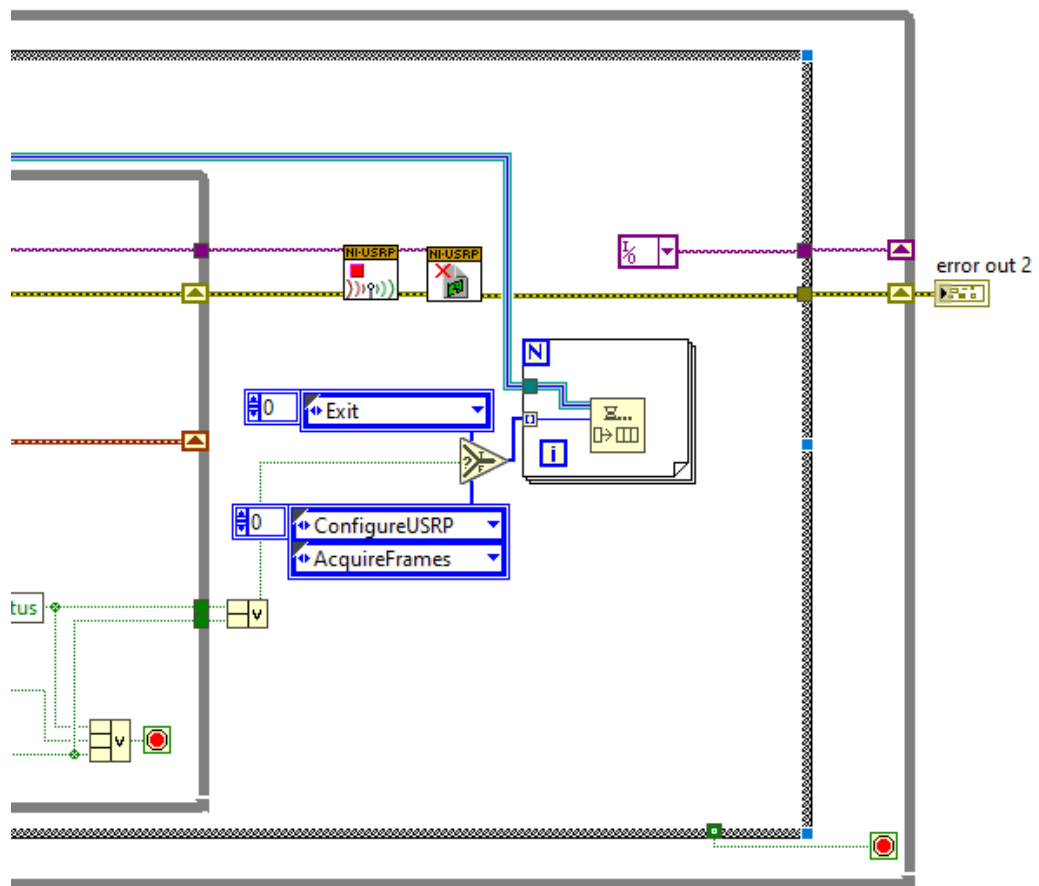 NI-USRP
NI-USRP
I/O
error out 2
N
0
Exit
i
? T
F
0
ConfigureUSRP
AcquireFrames
tus
V
V